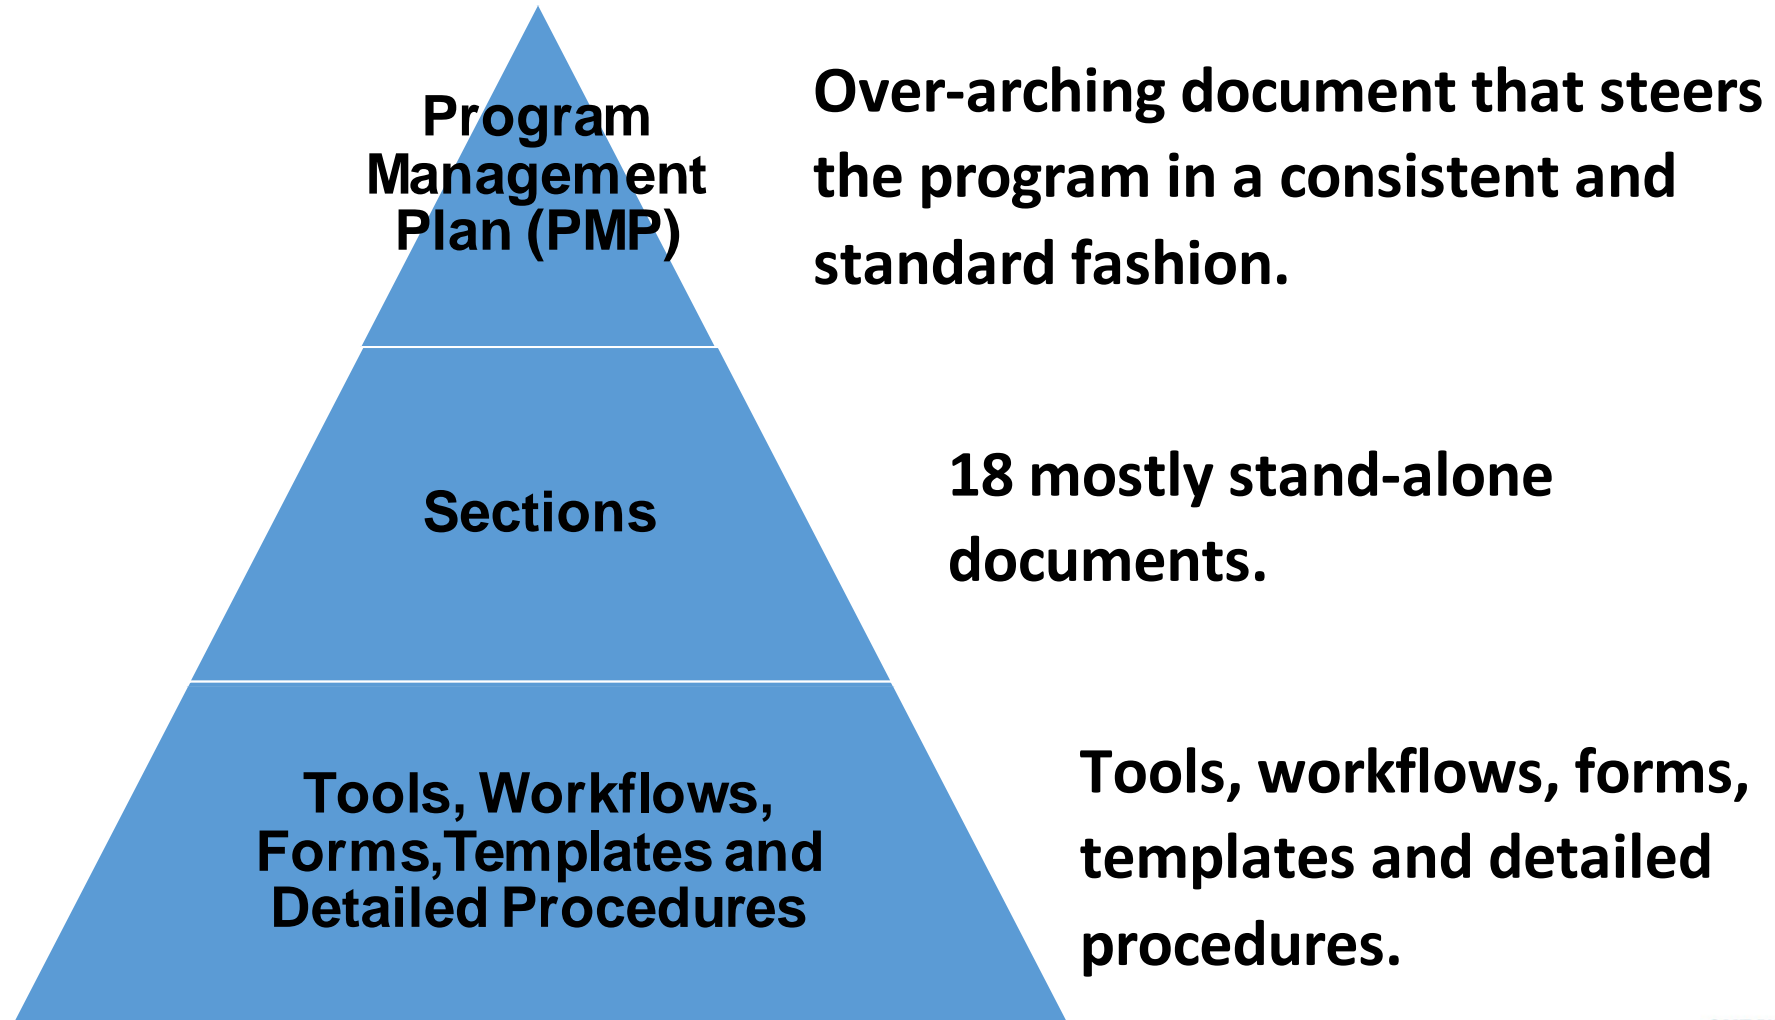 Program
Management
Plan (PMP)
Over-arching document that steers
the program in a consistent and
standard fashion.
Sections
18 mostly stand-alone
documents.
Tools, Workflows,
Forms,Templates and
Detailed Procedures
Tools, workflows, forms,
templates and detailed
procedures.